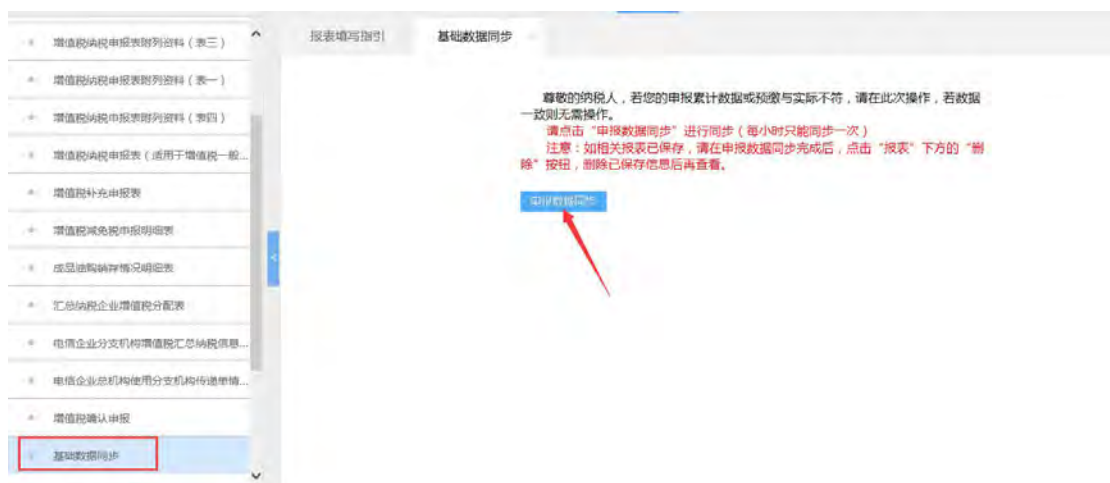 增值税纳税申报表附列资料（表三）
增值税纳税申报表附列资料（表一）
增值税纳税申报表附列资料（表四）
增值税纳税申报表（适用于增值税一般...
增值税补充申报表
增值税减免税申报明细表
成品油购销存情况明细表
汇总纳税企业增值税分配表
电信企业分支机构增值税汇总纳税信息...
电信企业总机构使用分支机构传递单情...
增值税确认申报
基础数据同步
报表填写指引
基础数据同步
尊敬的纳税人，若您的申报累计数据或预缴与实际不符，请在此次操作，若数据
一致则无需操作。
请点击“申报数据同步”进行同步（每小时只能同步一次）
注意：如相关报表已保存，请在申报数据同步完成后，点击“报表”下方的“删
除”按钮，删除已保存信息后再查看。
申报数据同步